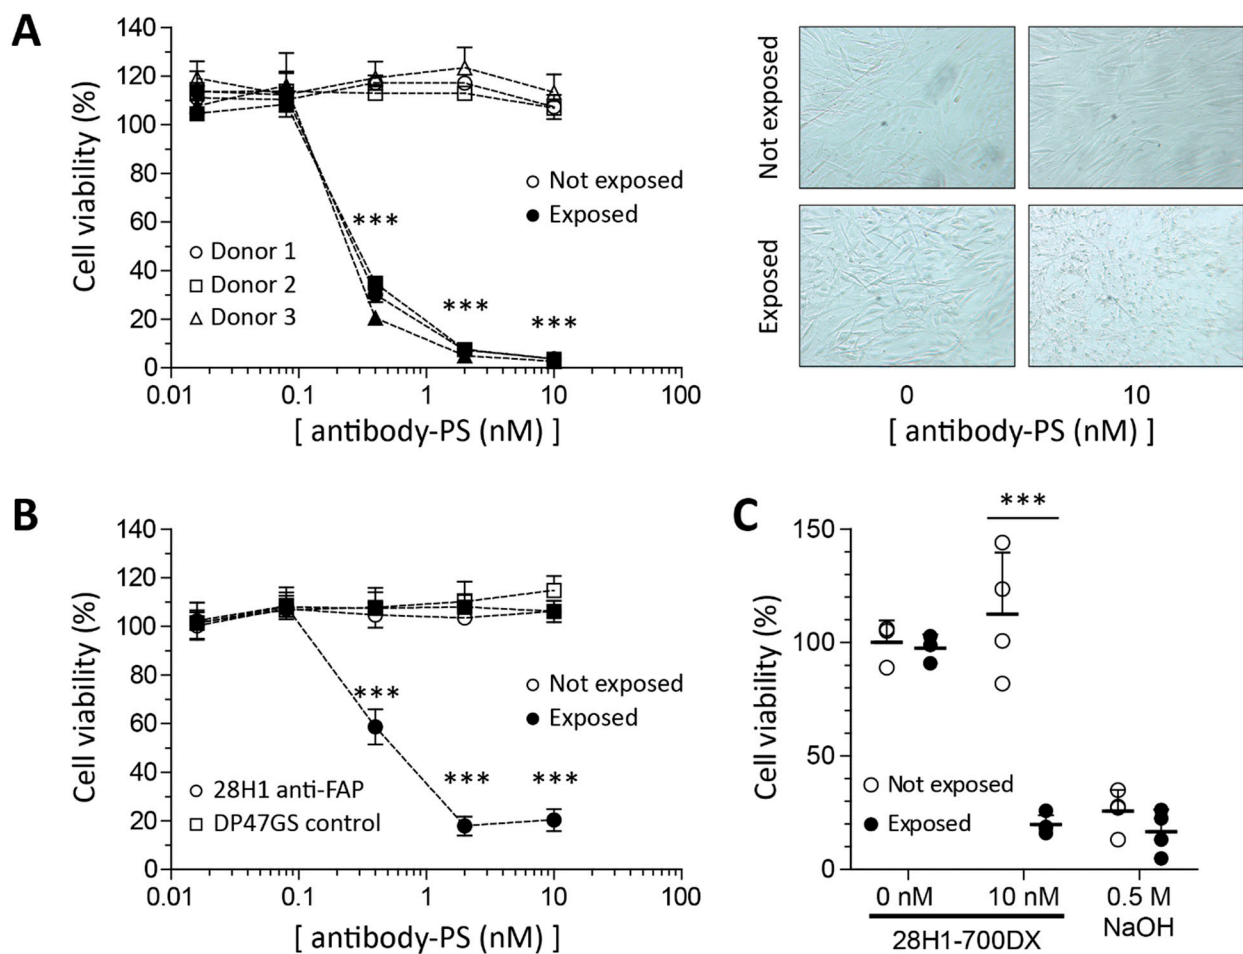 A
140
120
100
80
60
40
20
0
Cell viability (%)
***
***
***
Not exposed
Exposed
Donor 1
Donor 2
Donor 3
0.01
0.1
1
10
100
[ antibody-PS (nM) ]
Not exposed
Exposed
0
10
[ antibody-PS (nM) ]
B
140
120
100
80
60
40
20
0
Cell viability (%)
***
***
***
Not exposed
Exposed
28H1 anti-FAP
DP47GS control
0.01
0.1
1
10
100
[ antibody-PS (nM) ]
C
150
100
50
0
Cell viability (%)
***
Not exposed
Exposed
0 nM
10 nM
0.5 M
NaOH
28H1-700DX